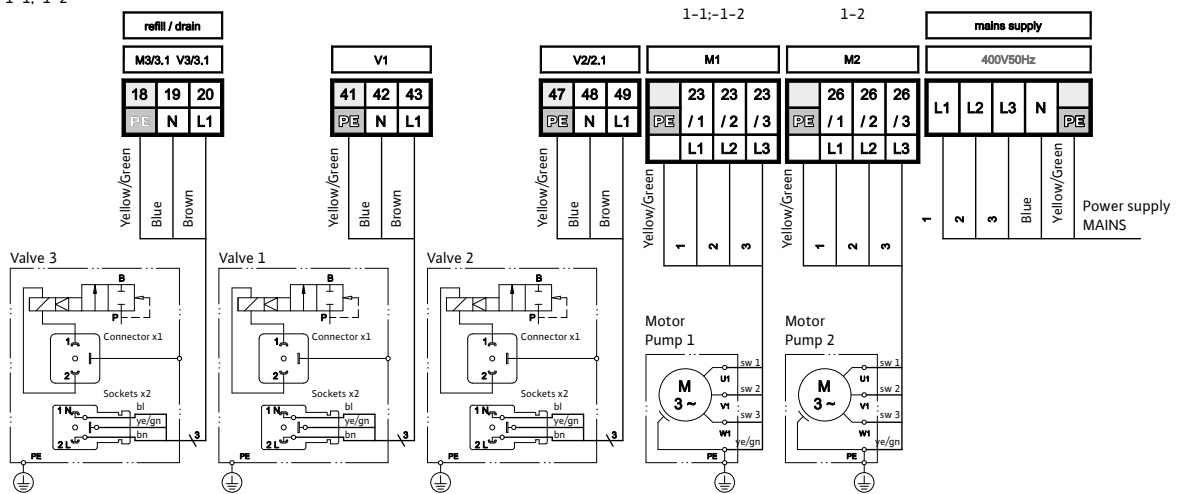 1-1;-1-2
1-1;-1-2
1-2
refill / drain
mains supply
M3/3.1 V3/3.1
V1
V2/2.1
M1
M2
400V50Hz
18 19 20
PE N L1
41 42 43
PE N L1
47 48 49
PE N L1
23 23 23
PE / 1 / 2 / 3
L1 L2 L3
26 26 26
PE / 1 / 2 / 3
L1 L2 L3
L1 L2 L3 N
PE
Yellow/Green
Blue
Brown
Yellow/Green
Blue
Brown
Yellow/Green
Blue
Brown
Yellow/Green
1
2
3
Yellow/Green
1
2
3
1
2
3
Blue
Yellow/Green
Power supply
MAINS
Valve 3
B
P
1
Connector x1
2
Sockets x2
1 N
bl
ye/gn
bn
2 L
3
PE
Valve 1
B
P
1
Connector x1
2
Sockets x2
1 N
bl
ye/gn
bn
2 L
3
PE
Valve 2
B
P
1
Connector x1
2
Sockets x2
1 N
bl
ye/gn
bn
2 L
3
PE
Motor
Pump 1
M
3 ~
sw 1
U1
sw 2
V1
sw 3
W1
ye/gn
PE
Motor
Pump 2
M
3 ~
sw 1
U1
sw 2
V1
sw 3
W1
ye/gn
PE